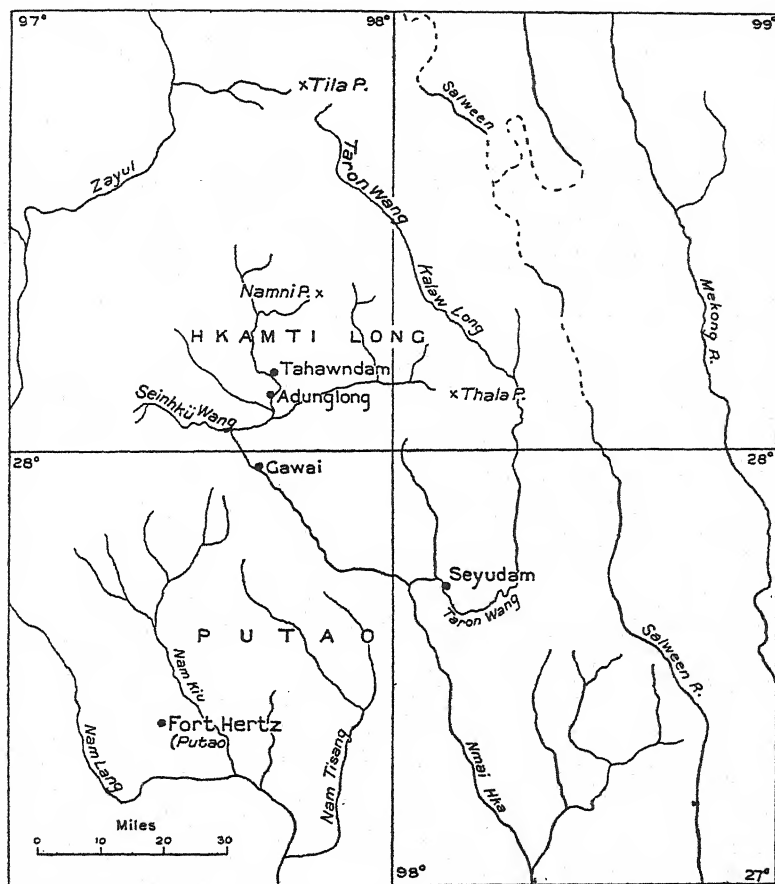 97°
98°
99°
Tila P.
Salween
Taron Wang
Zayul
Kalaw Long
Mekong R.
Namni P.
HKAMTI LONG
Tahawndam
Adunglong
Thala P.
Seinhkü Wang
28°
28°
Gawai
Seyudam
Taron Wang
PUTAO
Nam Kiu
Salween R.
Fort Hertz
(Putao)
Nam Lang
Nam Tisang
Nmai Hka
Miles
0 10 20 30
98°
27°